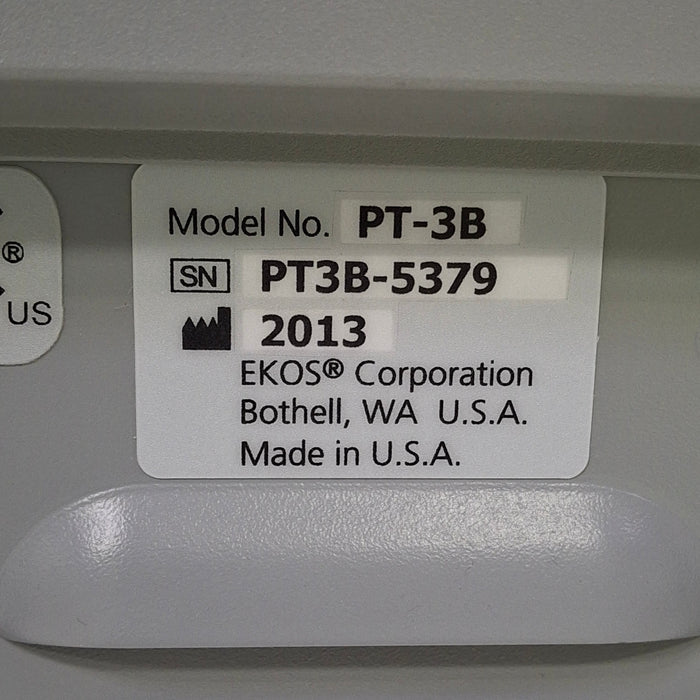 Model No. PT-3B
SN PT3B-5379
2013
EKOS® Corporation
Bothell, WA U.S.A.
Made in U.S.A.
®
US